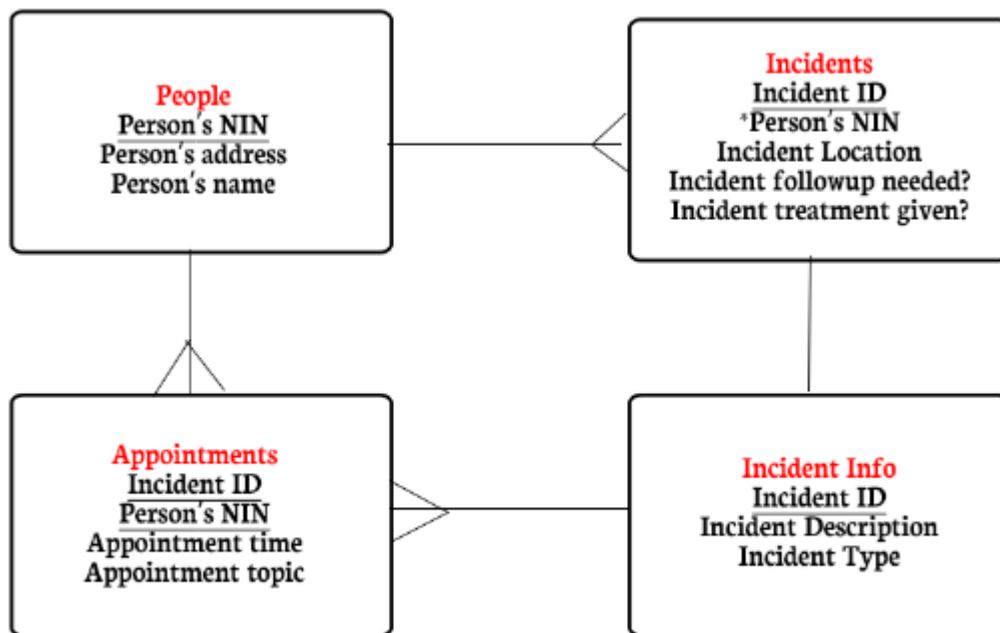 People
Person's NIN
Person's address
Person's name
Incidents
Incident ID
*Person's NIN
Incident Location
Incident followup needed?
Incident treatment given?
Appointments
Incident ID
Person's NIN
Appointment time
Appointment topic
Incident Info
Incident ID
Incident Description
Incident Type